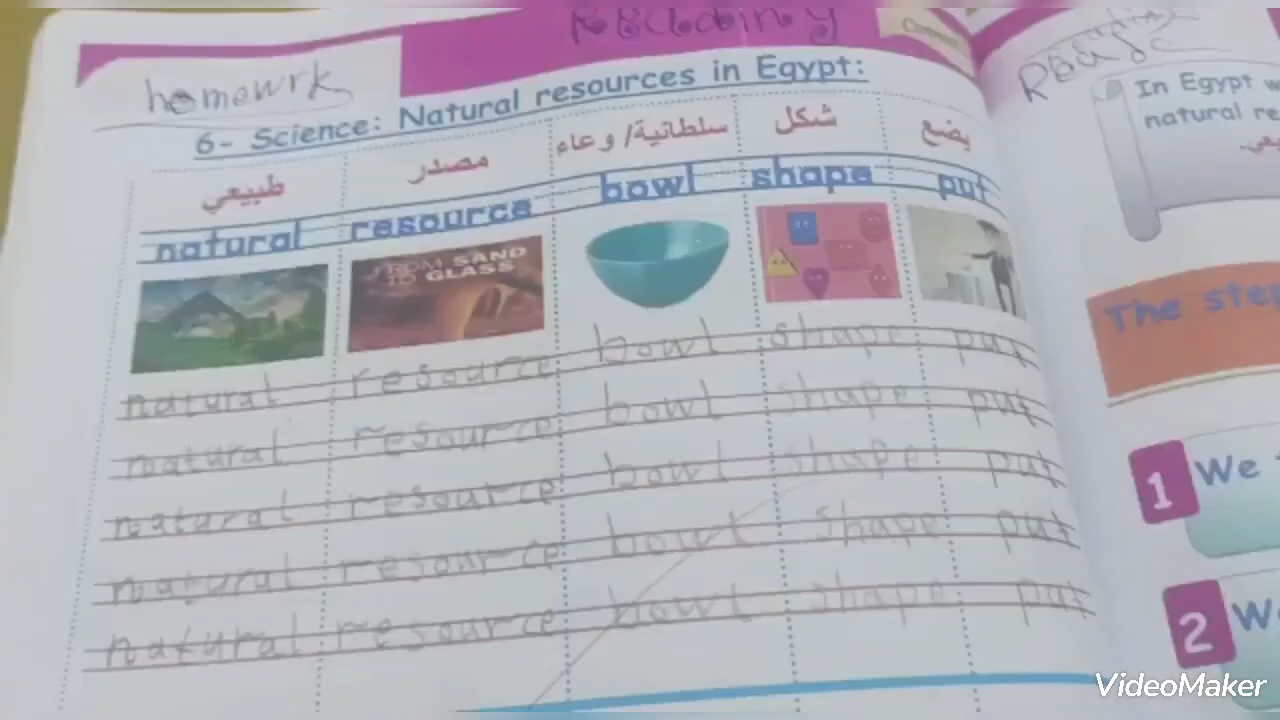 Reading
homewrk
6- Science: Natural resources in Egypt:
طبيعي مصدر سلطانية/ وعاء شكل يضع
natural resource bowl shape put
FROM SAND TO GLASS
natural resource bowl shape put
natural resource bowl shape put
natural resource bowl shape put
natural resource bowl shape put
natural resource bowl shape put
In Egypt w
natural re
The step
1 We
2 W
VideoMaker